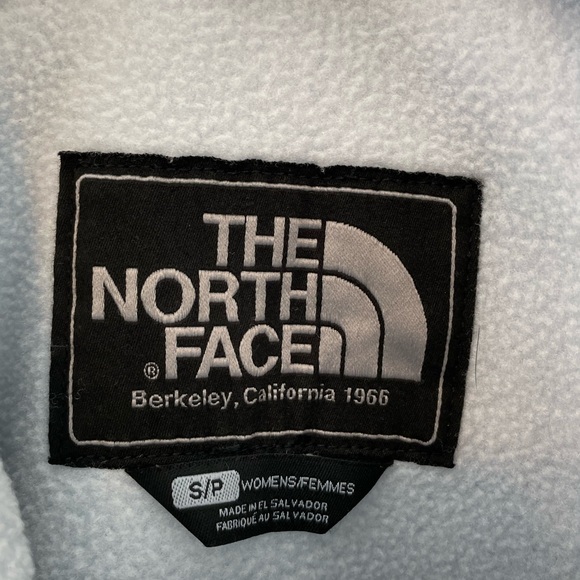 THE
NORTH
® FACE
Berkeley, California 1966
S/P WOMENS/FEMMES
MADE IN EL SALVADOR
FABRIQUÉ AU SALVADOR